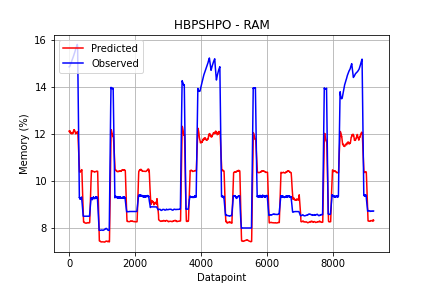 HBPSHPO - RAM
Predicted
Observed
Memory (%)
16
14
12
10
8
0
2000
4000
6000
8000
Datapoint